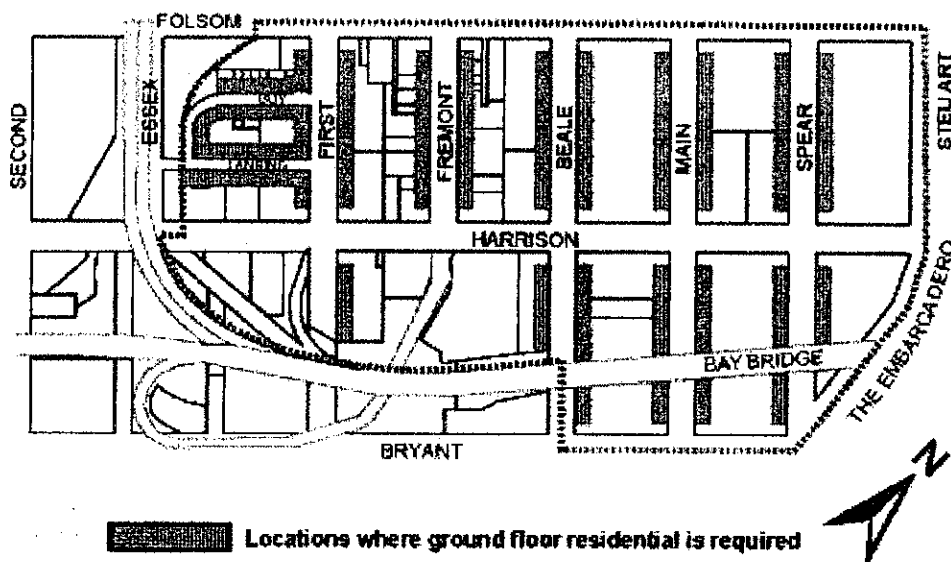 FOLSOM
SECOND
ESSEX
LANSING
FIRST
FREMONT
BEALE
MAIN
SPEAR
HARRISON
BAY BRIDGE
THE EMBARCADERO
BRYANT
N
Locations where ground floor residential is required